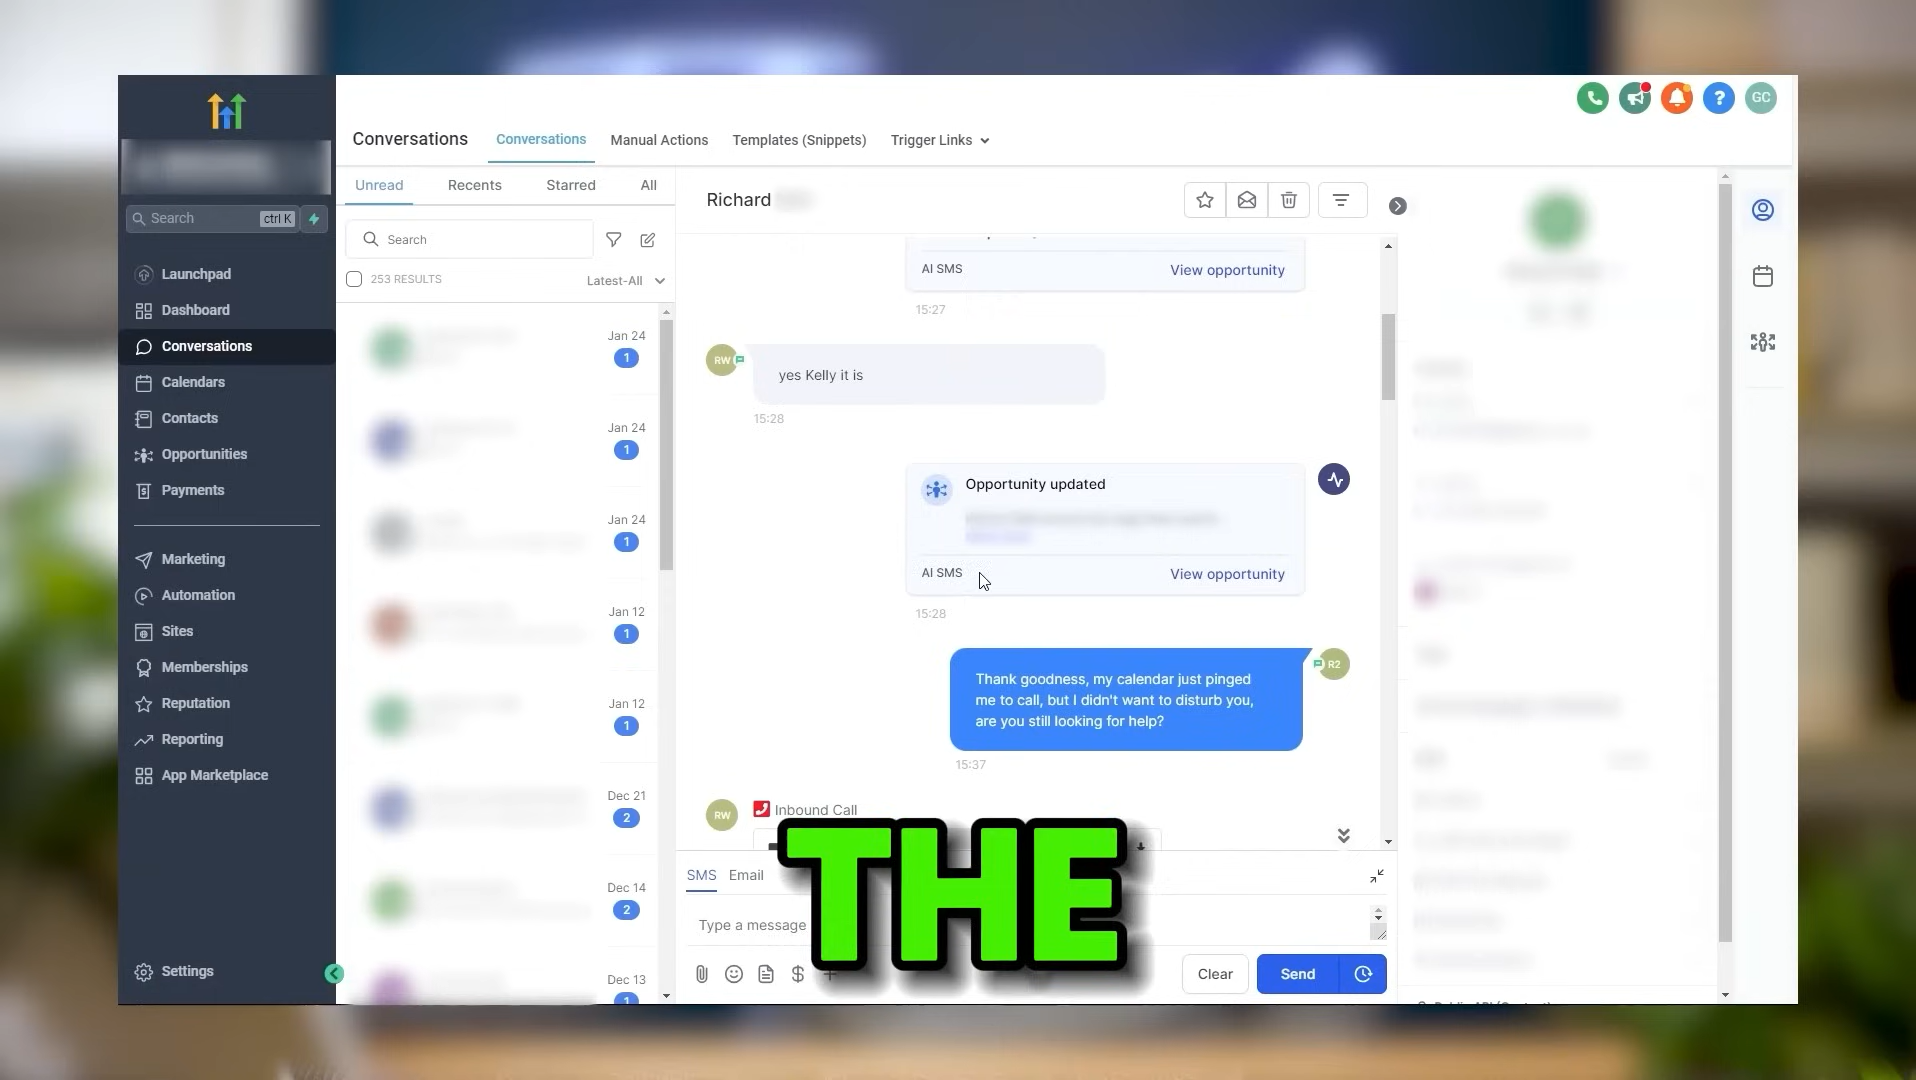 GC
Conversations
Conversations
Manual Actions
Templates (Snippets)
Trigger Links
Search
ctrl K
Launchpad
Dashboard
Conversations
Calendars
Contacts
Opportunities
Payments
Marketing
Automation
Sites
Memberships
Reputation
Reporting
App Marketplace
Settings
Unread
Recents
Starred
All
Search
253 RESULTS
Latest-All
Jan 24
1
Jan 24
1
Jan 24
1
Jan 12
1
Jan 12
1
Dec 21
2
Dec 14
2
Dec 13
1
Richard
AI SMS
View opportunity
15:27
RW
yes Kelly it is
15:28
Opportunity updated
AI SMS
View opportunity
15:28
Thank goodness, my calendar just pinged
me to call, but I didn't want to disturb you,
are you still looking for help?
R2
15:37
RW
Inbound Call
THE
SMS
Email
Type a message
Clear
Send